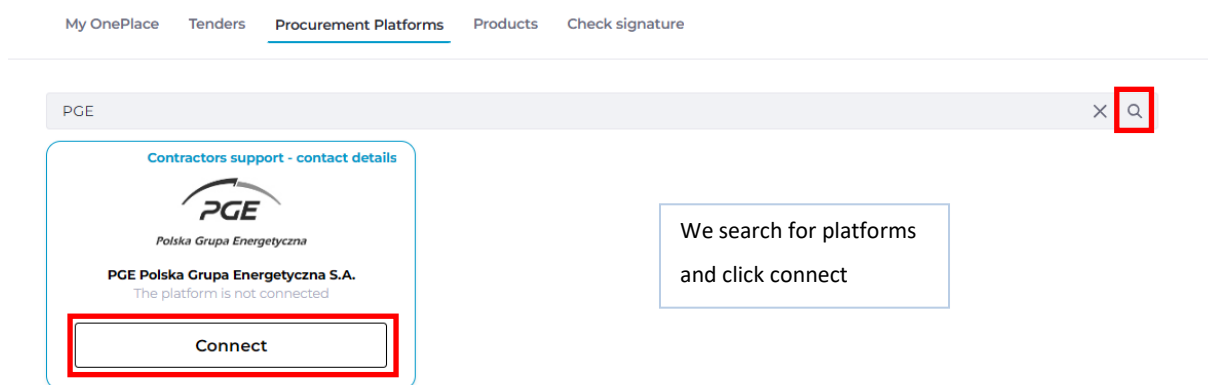 My OnePlace Tenders Procurement Platforms Products Check signature
PGE
Contractors support - contact details
PGE
Polska Grupa Energetyczna
PGE Polska Grupa Energetyczna S.A.
The platform is not connected
Connect
We search for platforms
and click connect